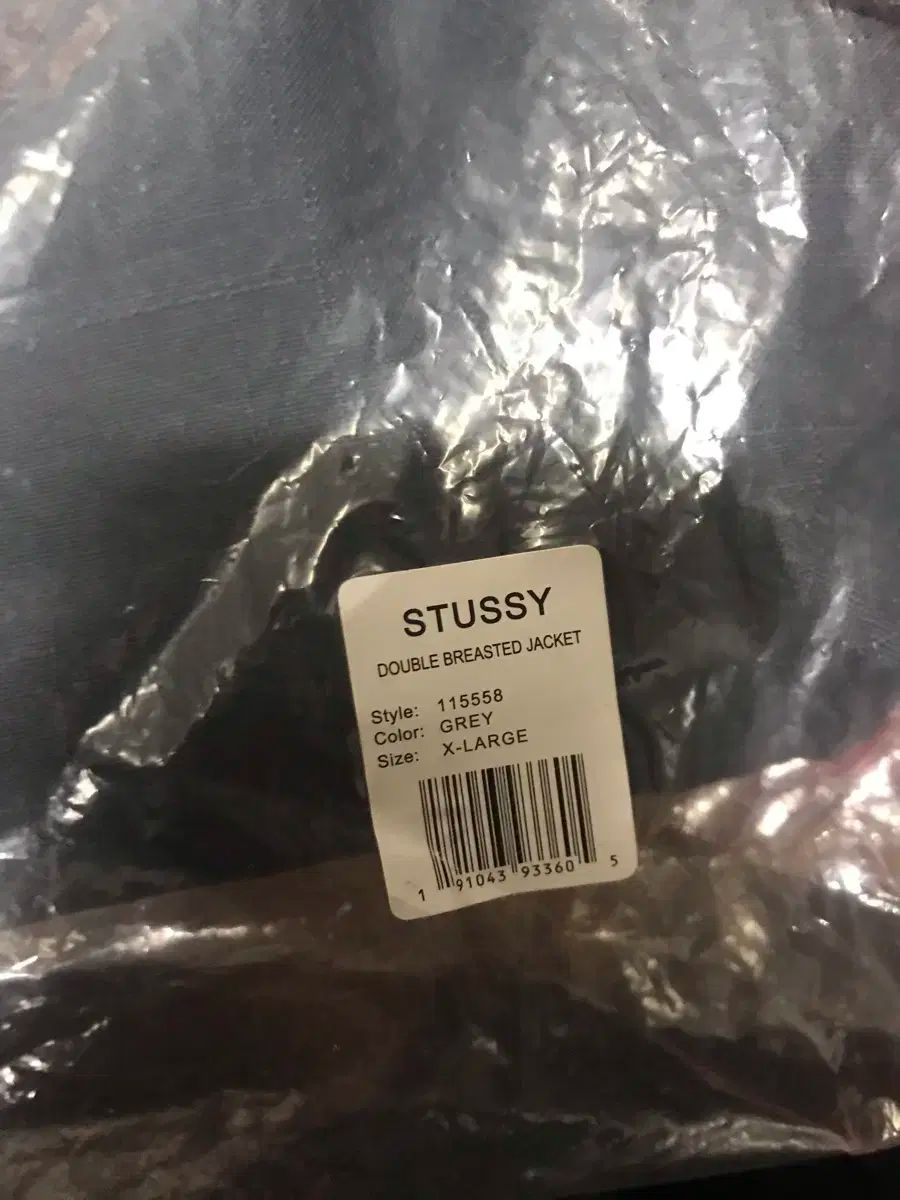 STUSSY
DOUBLE BREASTED JACKET
Style: 115558
Color: GREY
Size: X-LARGE
1 91043 93360 5